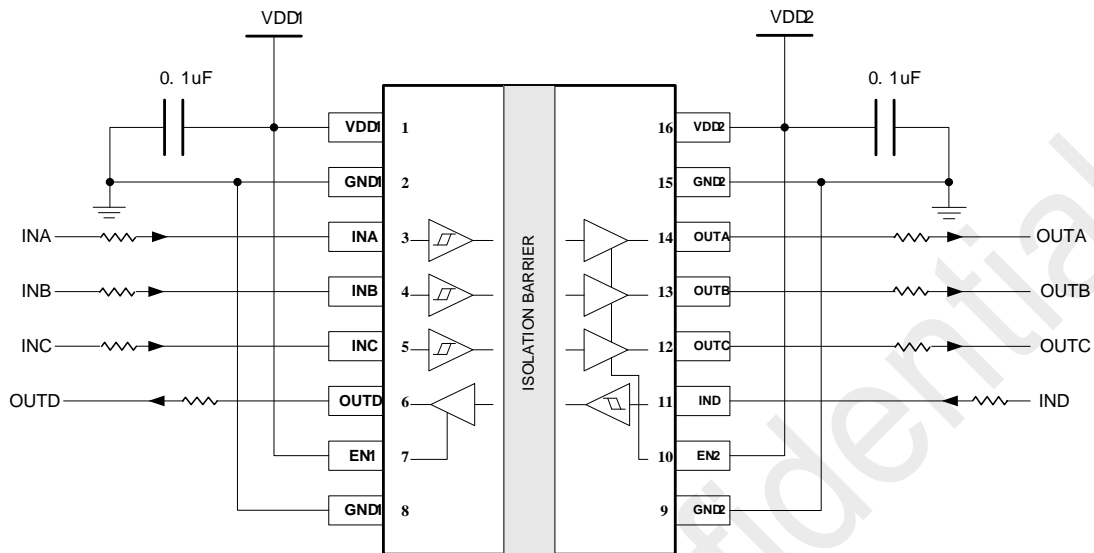 VDD1
VDD2
0. 1uF
0. 1uF
VDD1 1
16 VDD2
GND1 2
15 GND2
INA
INA 3
14 OUTA
OUTA
INB
INB 4
13 OUTB
OUTB
INC
INC 5
12 OUTC
OUTC
OUTD
OUTD 6
11 IND
IND
EN1 7
10 EN2
GND1 8
9 GND2
ISOLATION BARRIER
nfidential